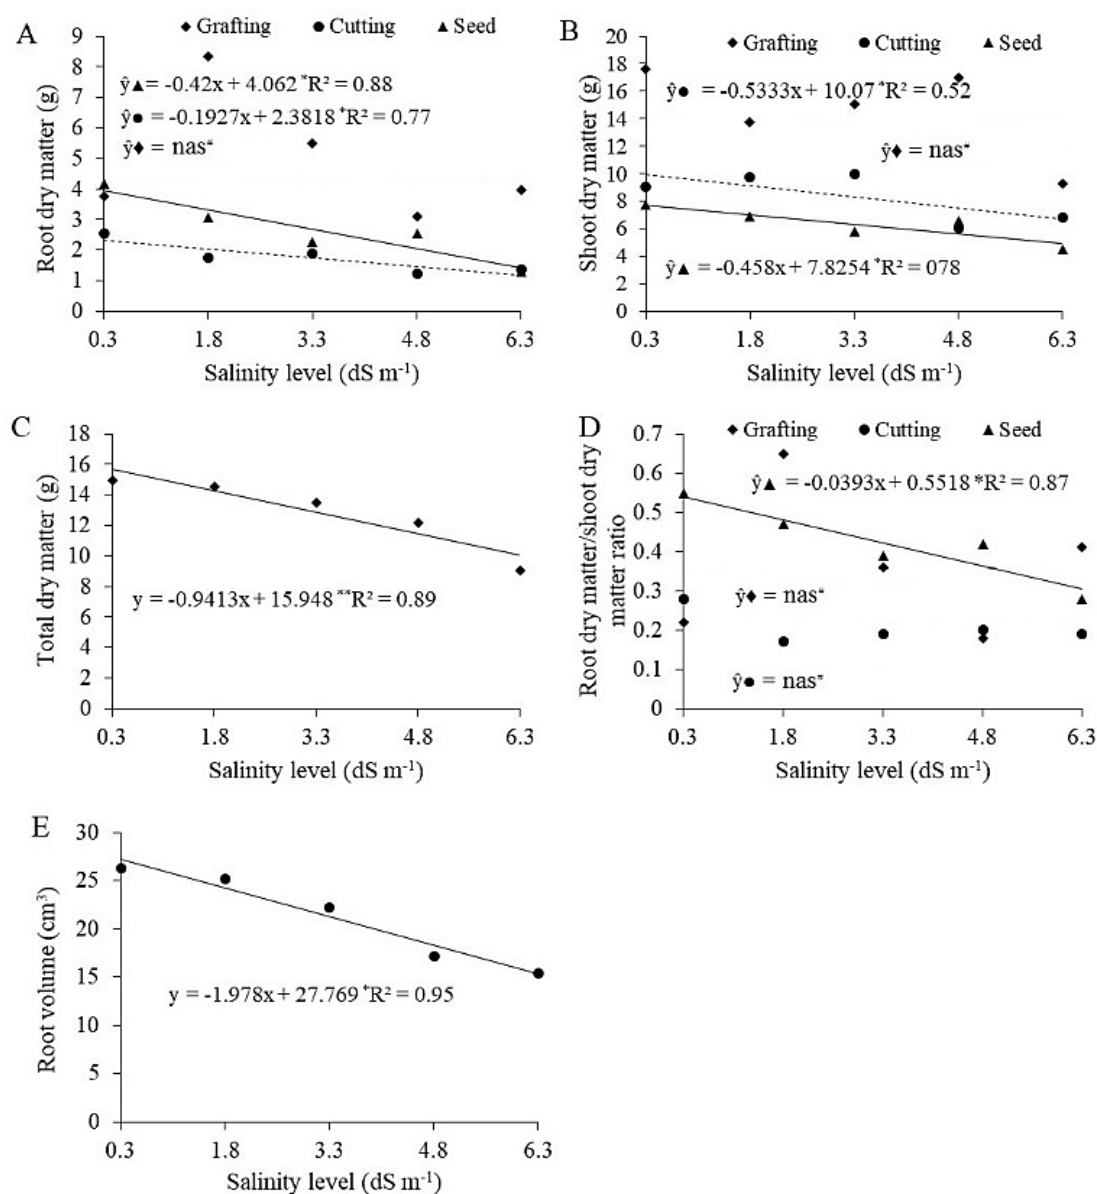 A
◆ Grafting ● Cutting ▲ Seed
Root dry matter (g)
9
8
7
6
5
4
3
2
1
0
ŷ▲ = -0.42x + 4.062 *R² = 0.88
ŷ● = -0.1927x + 2.3818 *R² = 0.77
ŷ◆ = nas#
0.3 1.8 3.3 4.8 6.3
Salinity level (dS m⁻¹)
B
◆ Grafting ● Cutting ▲ Seed
Shoot dry matter (g)
20
18
16
14
12
10
8
6
4
2
0
ŷ● = -0.5333x + 10.07 *R² = 0.52
ŷ◆ = nas#
ŷ▲ = -0.458x + 7.8254 *R² = 078
0.3 1.8 3.3 4.8 6.3
Salinity level (dS m⁻¹)
C
Total dry matter (g)
18
16
14
12
10
8
6
4
2
0
y = -0.9413x + 15.948 **R² = 0.89
0.3 1.8 3.3 4.8 6.3
Salinity level (dS m⁻¹)
D
◆ Grafting ● Cutting ▲ Seed
Root dry matter/shoot dry
matter ratio
0.7
0.6
0.5
0.4
0.3
0.2
0.1
0
ŷ▲ = -0.0393x + 0.5518 *R² = 0.87
ŷ◆ = nas#
ŷ● = nas#
0.3 1.8 3.3 4.8 6.3
Salinity level (dS m⁻¹)
E
Root volume (cm³)
30
25
20
15
10
5
0
y = -1.978x + 27.769 *R² = 0.95
0.3 1.8 3.3 4.8 6.3
Salinity level (dS m⁻¹)